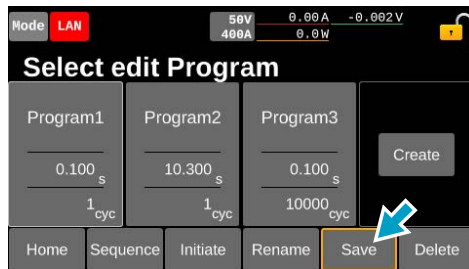 Mode LAN 50V 0.00A -0.002V
400A 0.0W
Select edit Program
Program1 Program2 Program3
0.100 s 10.300 s 0.100 s Create
1 cyc 1 cyc 10000 cyc
Home Sequence Initiate Rename Save Delete